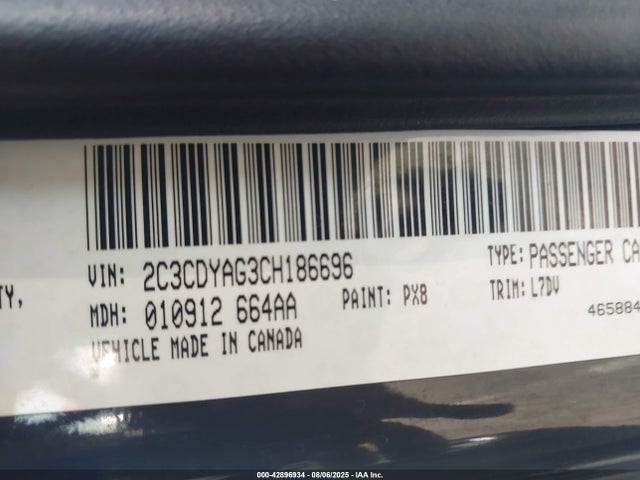 VIN: 2C3CDYAG3CH186696 TYPE: PASSENGER CA
TY,
MDH: 010912 664AA PAINT: PX8 TRIM: L7DV
VEHICLE MADE IN CANADA 465884
000-42896934 - 08/06/2025 - IAA Inc.